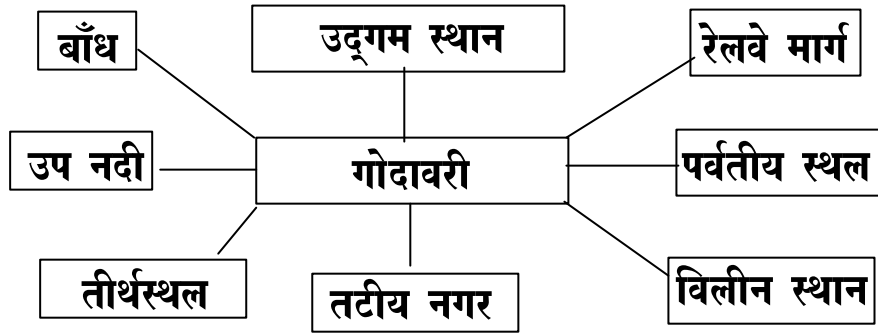 बाँध
उद्‌गम स्थान
रेलवे मार्ग
उप नदी
गोदावरी
पर्वतीय स्थल
तीर्थस्थल
तटीय नगर
विलीन स्थान